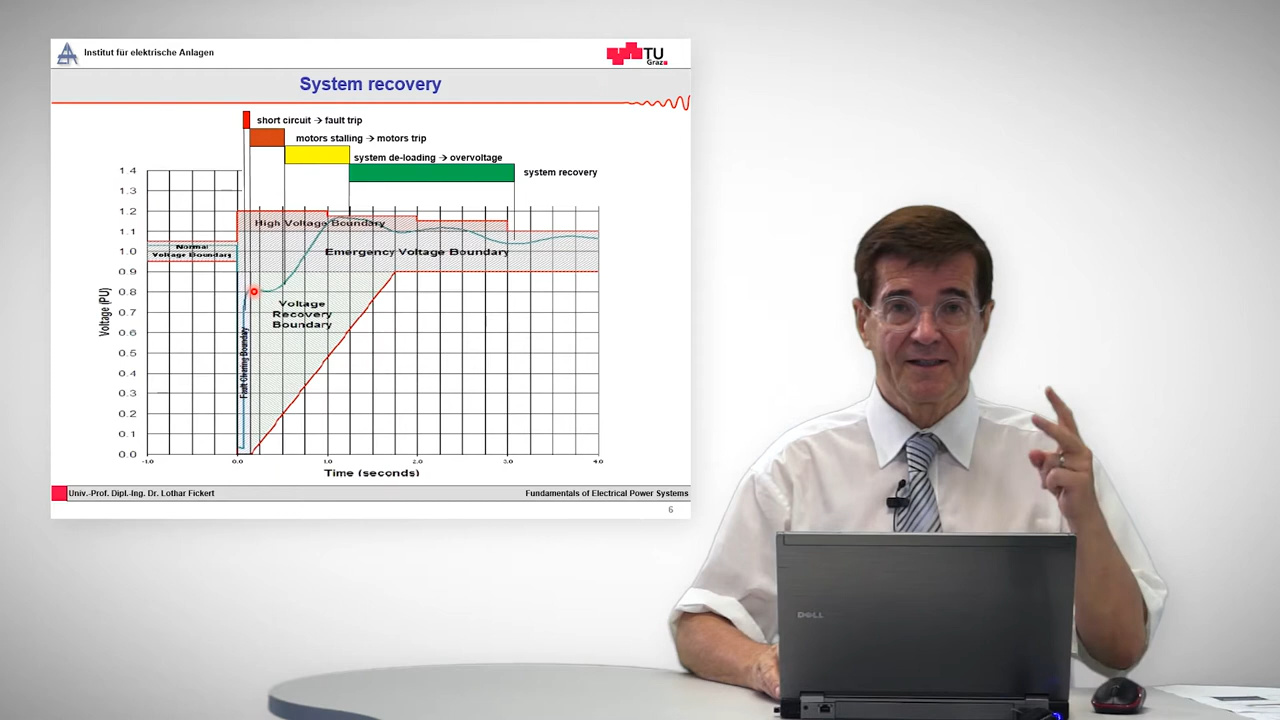 Institut für elektrische Anlagen
TU
Graz
System recovery
short circuit → fault trip
motors stalling → motors trip
system de-loading → overvoltage
system recovery
1.4
1.3
1.2
1.1
1.0
0.9
0.8
0.7
0.6
0.5
0.4
0.3
0.2
0.1
0.0
Voltage (PU)
High Voltage Boundary
Normal
Voltage Boundary
Emergency Voltage Boundary
Voltage
Recovery
Boundary
Fault Clearing Boundary
-1.0
0.0
1.0
2.0
3.0
4.0
Time (seconds)
Univ.-Prof. Dipl.-Ing. Dr. Lothar Fickert
Fundamentals of Electrical Power Systems
6
DELL